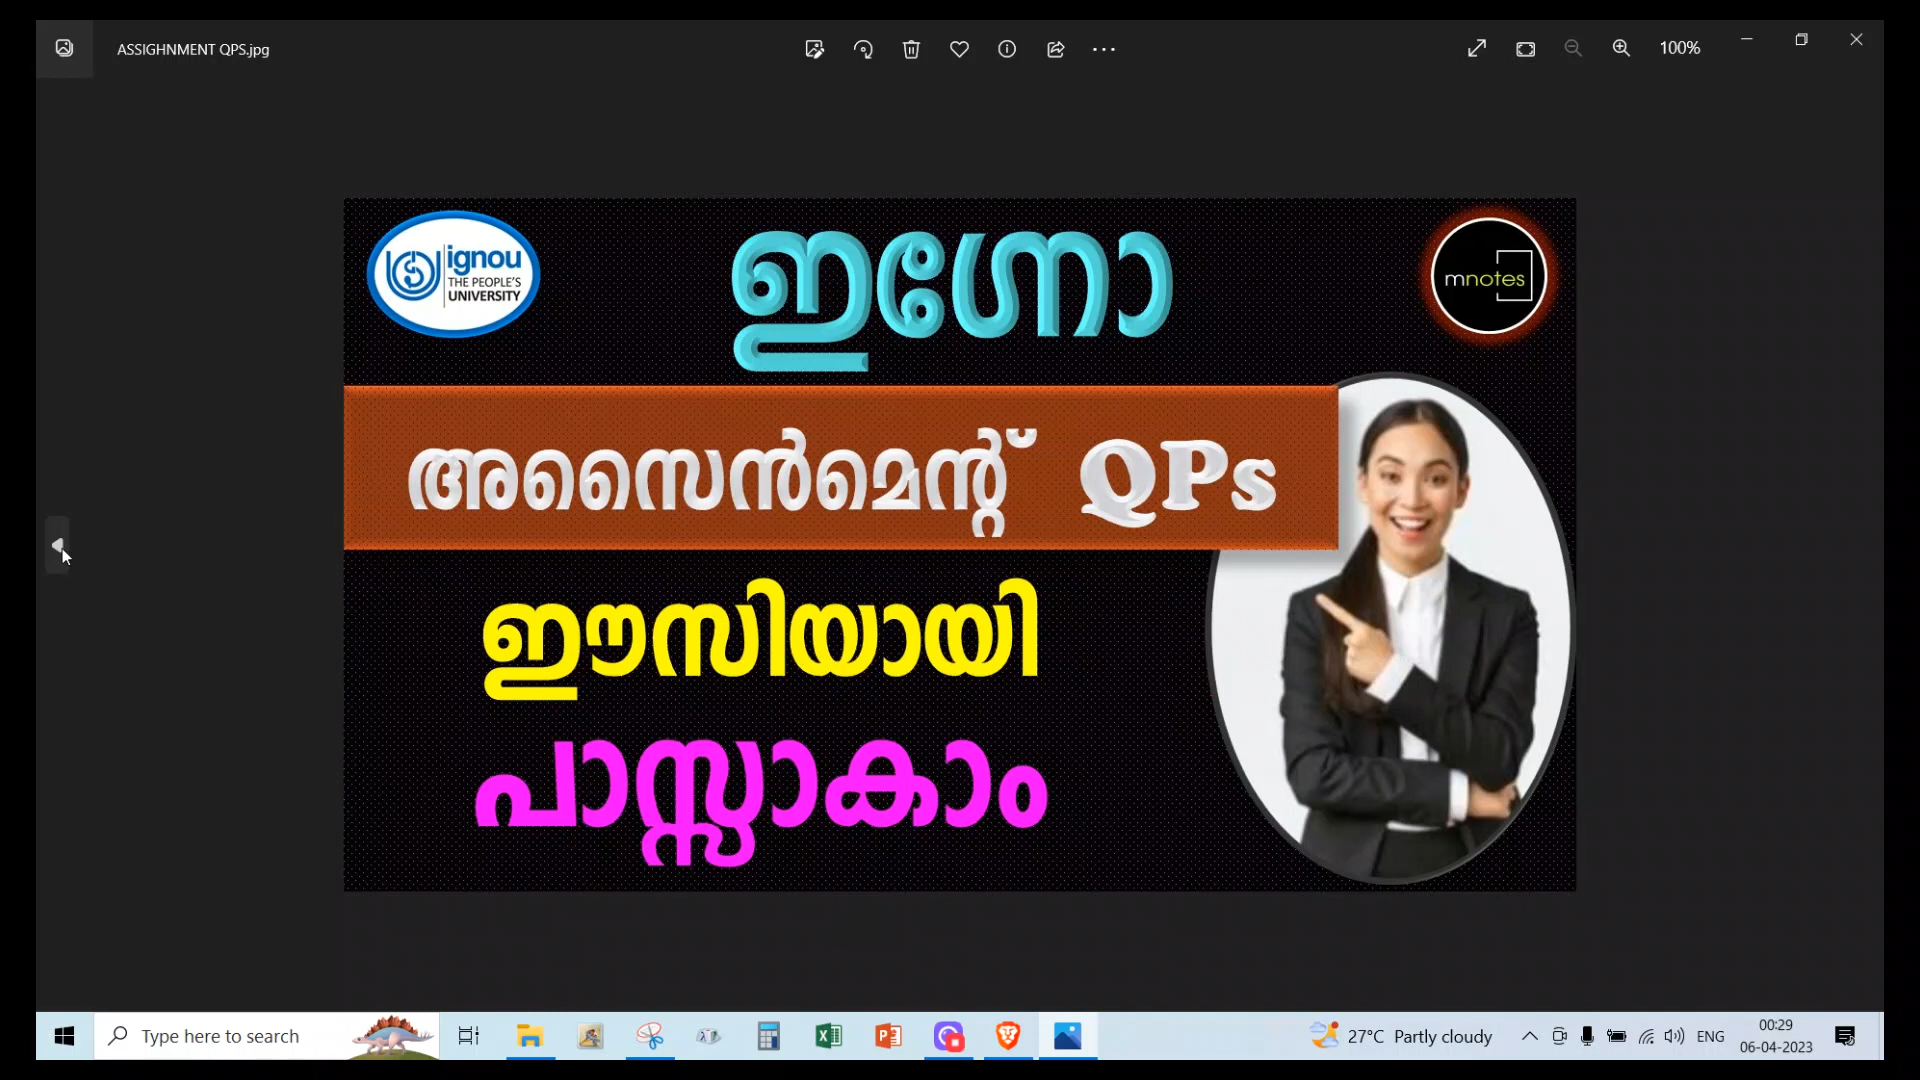 ASSIGHNMENT QPS.jpg
100%
ഇഗ്നോ
ignou
THE PEOPLE'S
UNIVERSITY
mnotes
അസൈൻമെന്റ് QPs
ഈസിയായി
പാസ്സാകാം
Type here to search
27°C Partly cloudy
ENG
00:29
06-04-2023